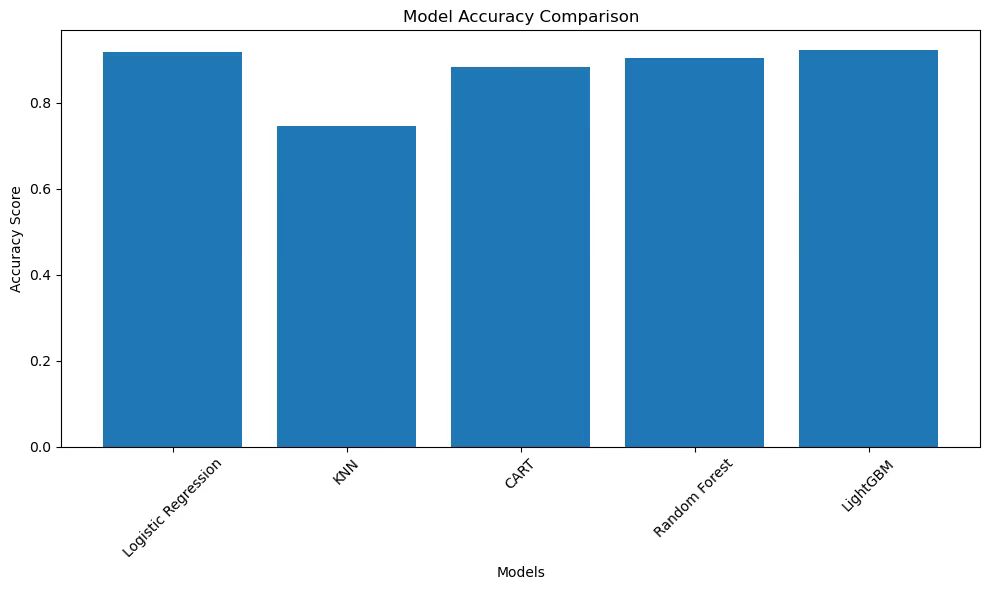 Model Accuracy Comparison
Accuracy Score
0.8
0.6
0.4
0.2
0.0
Logistic Regression
KNN
CART
Random Forest
LightGBM
Models